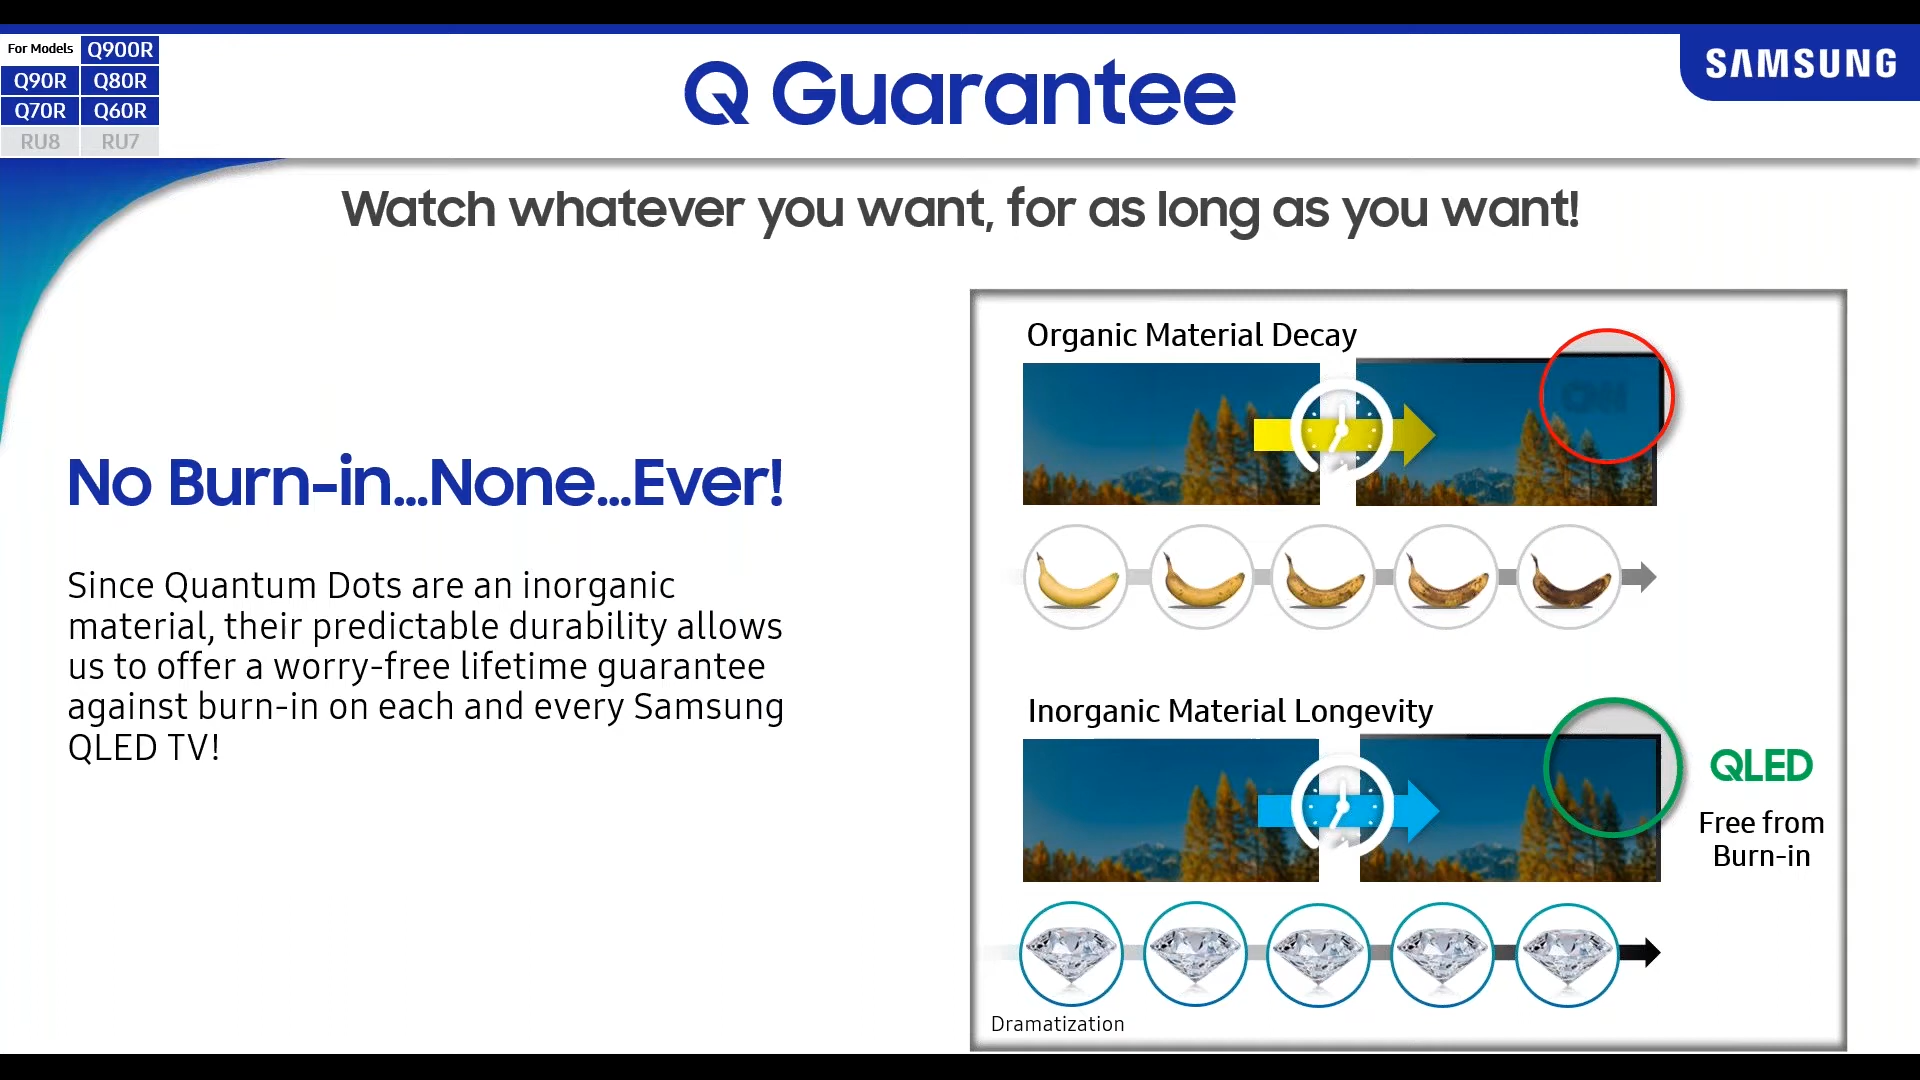 For Models Q900R
Q90R Q80R
Q70R Q60R
RU8 RU7
Q Guarantee
SAMSUNG
Watch whatever you want, for as long as you want!
No Burn-in...None...Ever!
Since Quantum Dots are an inorganic
material, their predictable durability allows
us to offer a worry-free lifetime guarantee
against burn-in on each and every Samsung
QLED TV!
Organic Material Decay
CNN
Inorganic Material Longevity
QLED
Free from
Burn-in
Dramatization